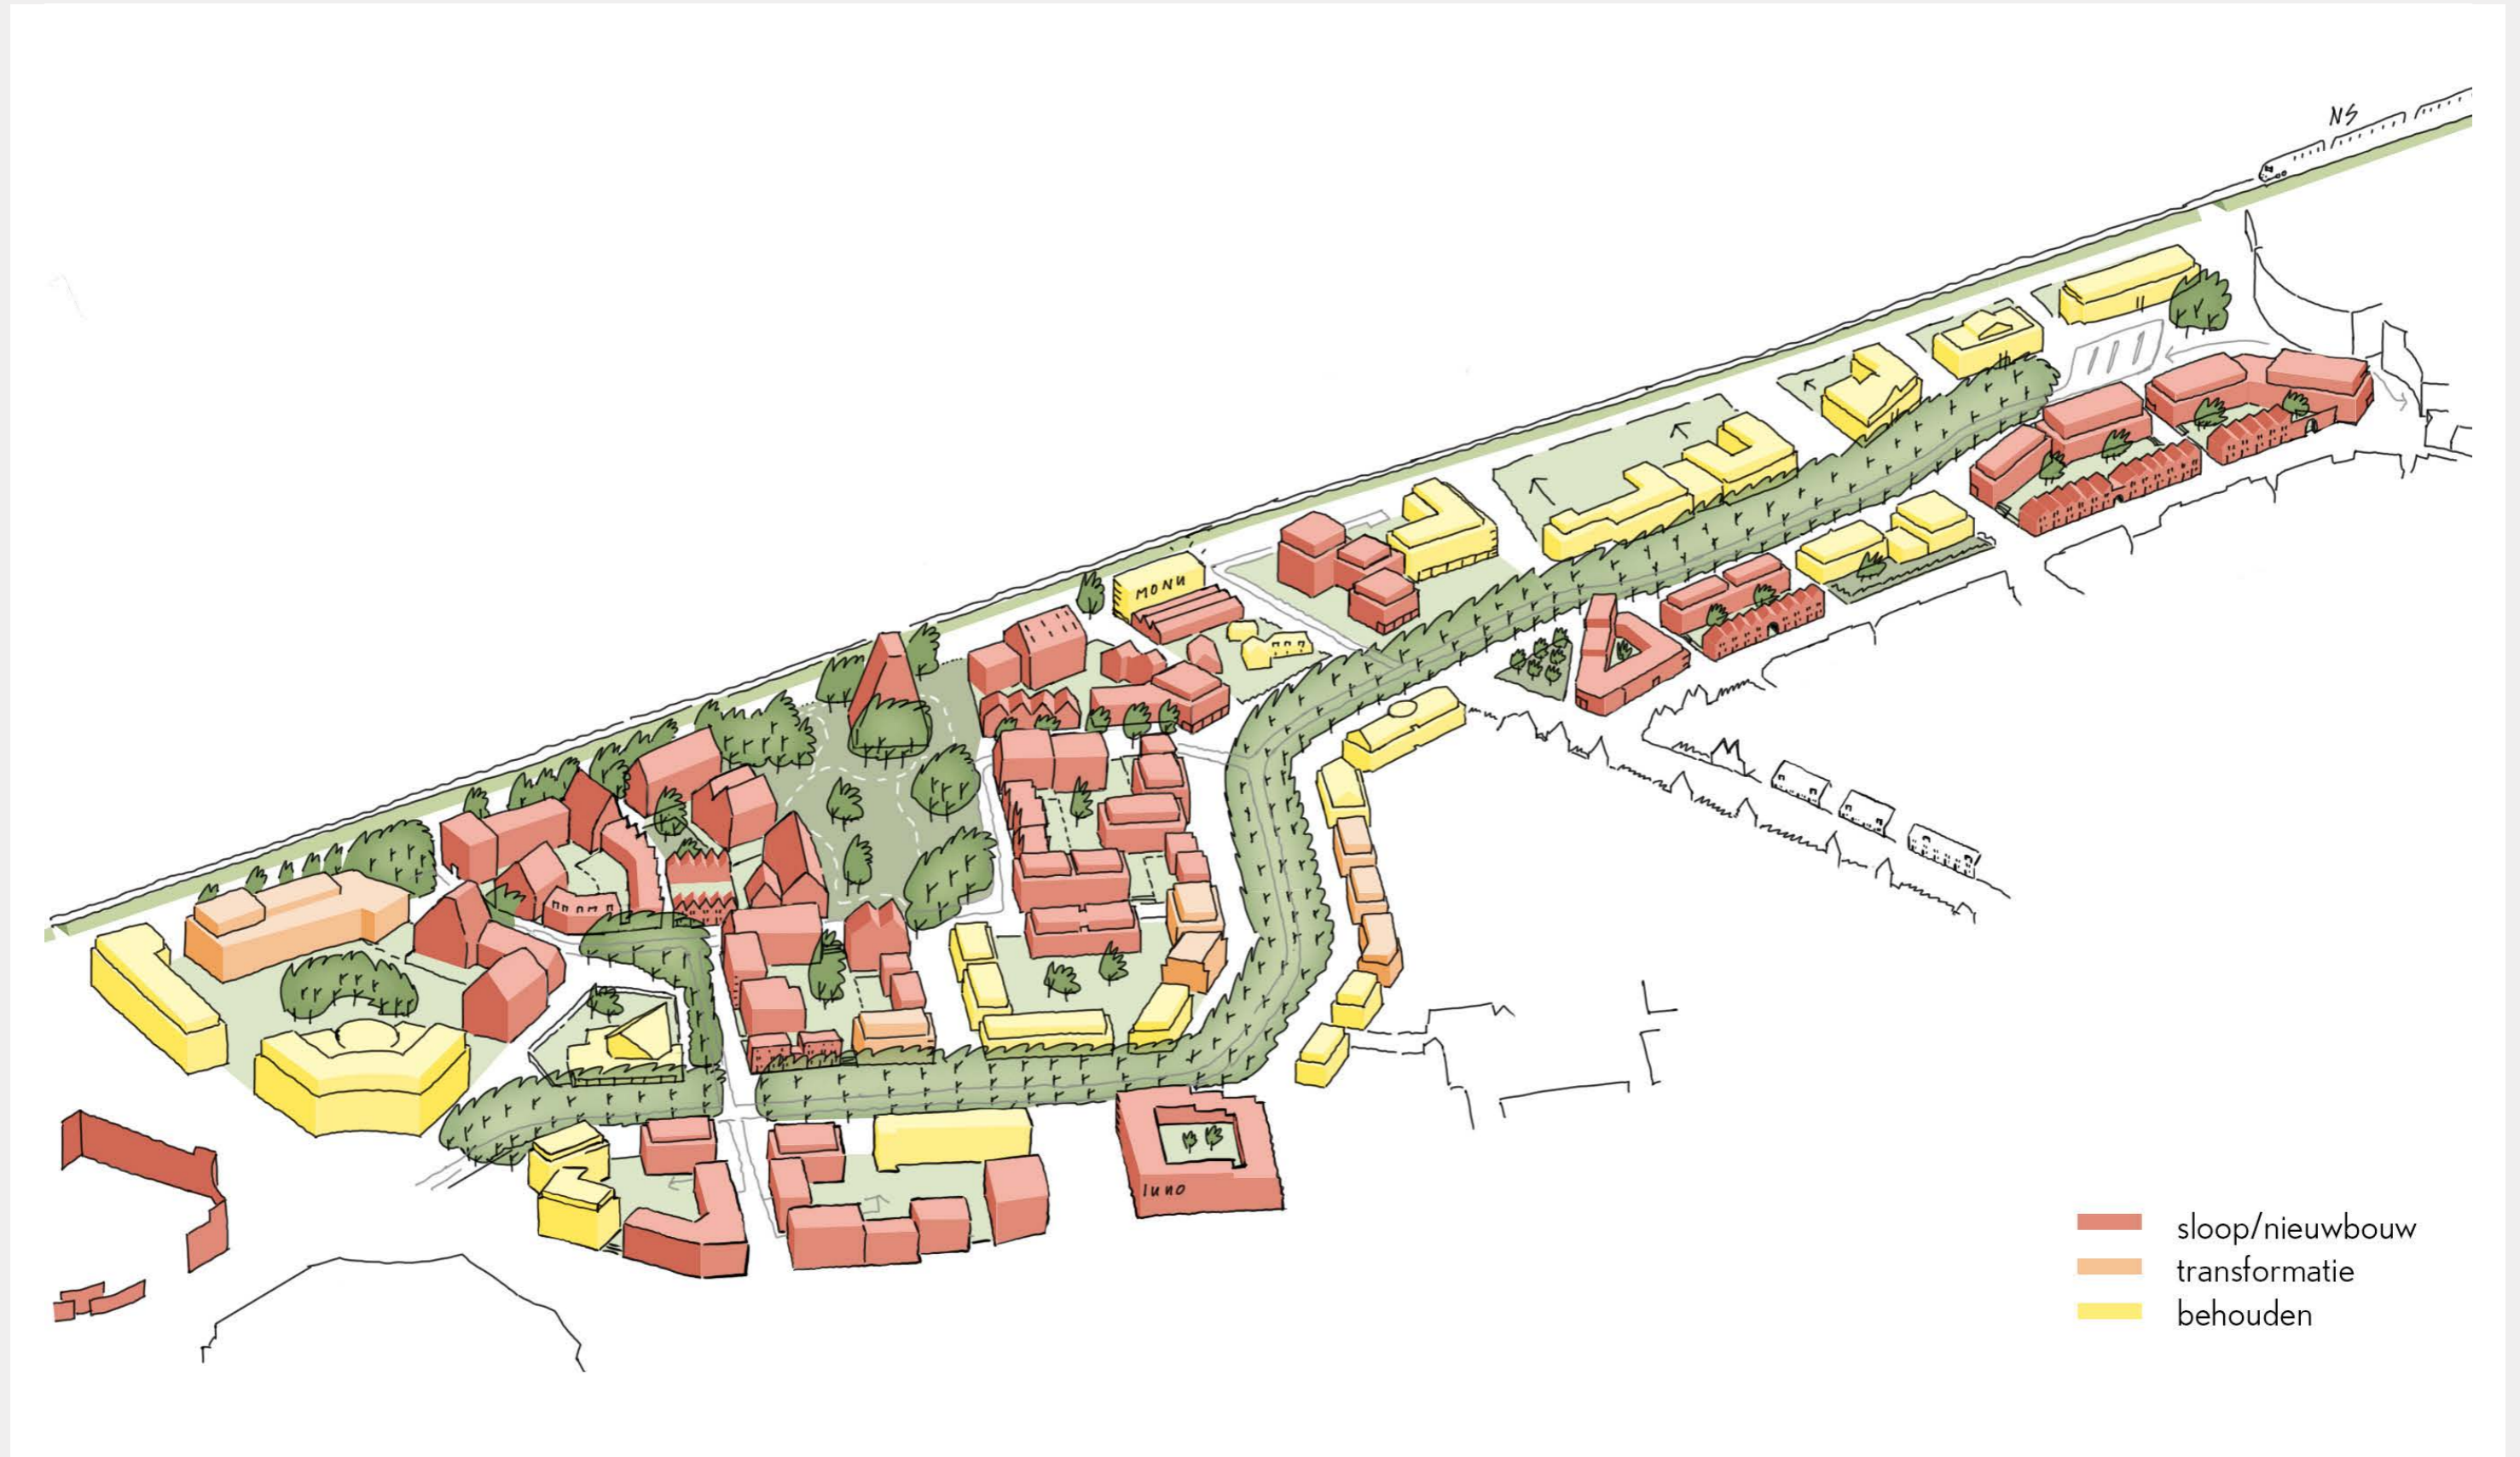 NS
MONU
Iuno
sloop/nieuwbouw
transformatie
behouden